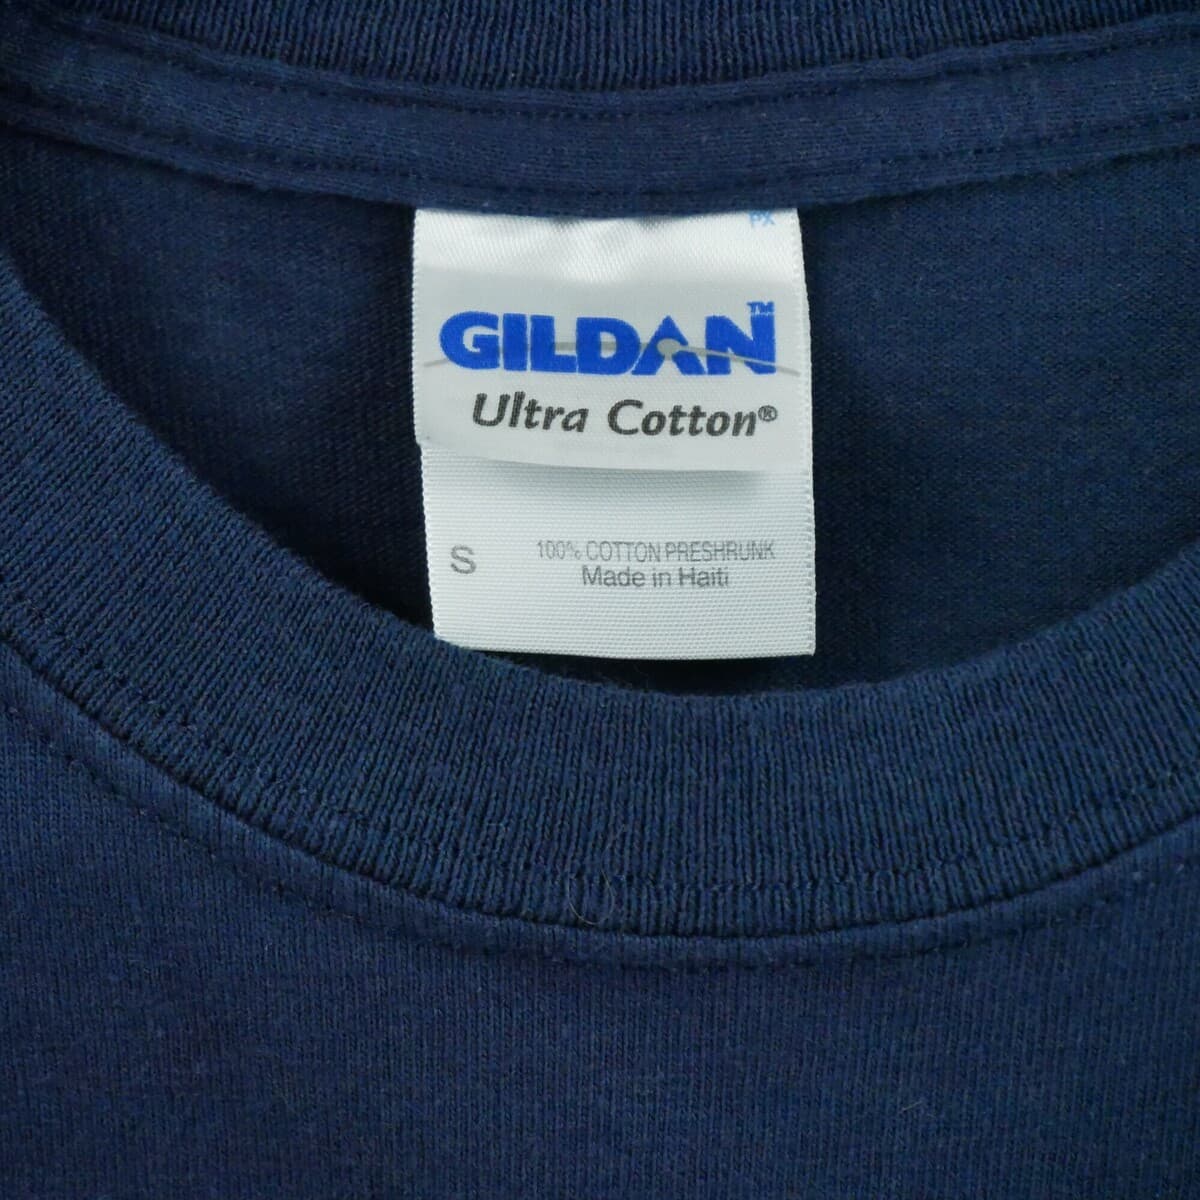 PX
GILDAN™
Ultra Cotton®
S 100% COTTON PRESHRUNK
Made in Haiti